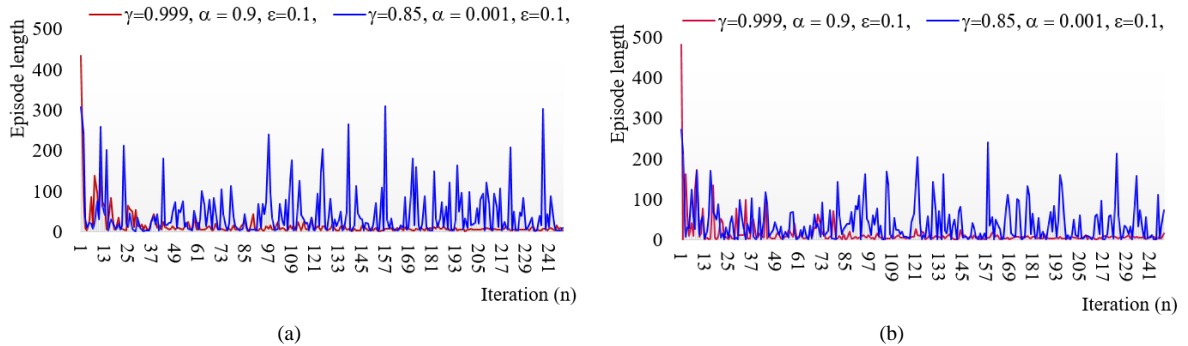 γ=0.999, α = 0.9, ε=0.1, γ=0.85, α = 0.001, ε=0.1,
Episode length
500
400
300
200
100
0
1 13 25 37 49 61 73 85 97 109 121 133 145 157 169 181 193 205 217 229 241
Iteration (n)
(a)
γ=0.999, α = 0.9, ε=0.1, γ=0.85, α = 0.001, ε=0.1,
Episode length
500
400
300
200
100
0
1 13 25 37 49 61 73 85 97 109 121 133 145 157 169 181 193 205 217 229 241
Iteration (n)
(b)